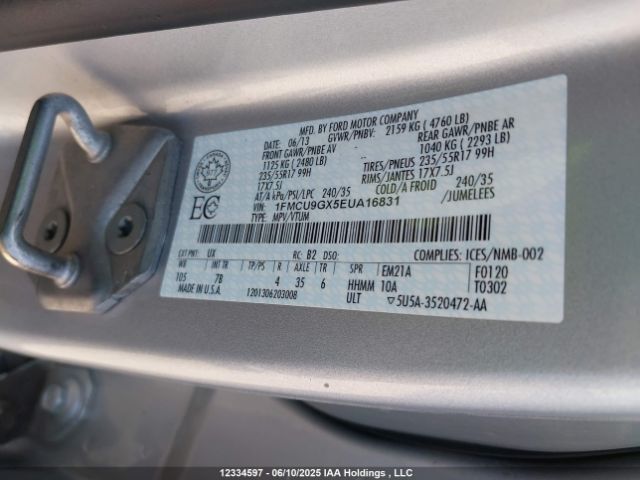 MFD. BY FORD MOTOR COMPANY
DATE: 06/13 GVWR/PNBV: 2159 KG ( 4760 LB)
FRONT GAWR/PNBE AV REAR GAWR/PNBE AR
1125 KG ( 2480 LB) 1040 KG ( 2293 LB)
235/55R17 99H TIRES/PNEUS 235/55R17 99H
17X7.5J RIMS/JANTES 17X7.5J
AT/A kPa/PSI/LPC 240/35 COLD/A FROID 240/35
VIN: 1FMCU9GX5EUA16831 /JUMELEES
TYPE: MPV/VTUM
EC
EXT PNT: UX RC: B2 DSO: COMPLIES: ICES/NMB-002
WB INT TR TP/PS R AXLE TR SPR EM21A F0120
105 7B 4 35 6 HHMM 10A T0302
MADE IN U.S.A. 1201306203008 ULT 5U5A-3520472-AA
12334597 - 06/10/2025 IAA Holdings , LLC